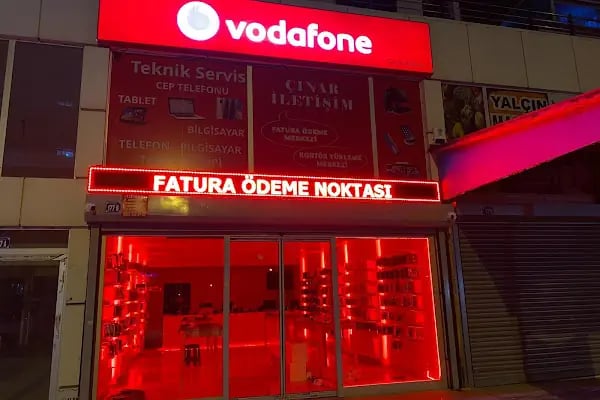 vodafone
Teknik Servis
CEP TELEFONU
TABLET
BİLGİSAYAR
TELEFON BİLGİSAYAR
ÇINAR
İLETİŞİM
FATURA ÖDEME
MERKEZİ
KONTÖR YÜKLEME
MERKEZİ
YALÇIN
FATURA ÖDEME NOKTASI